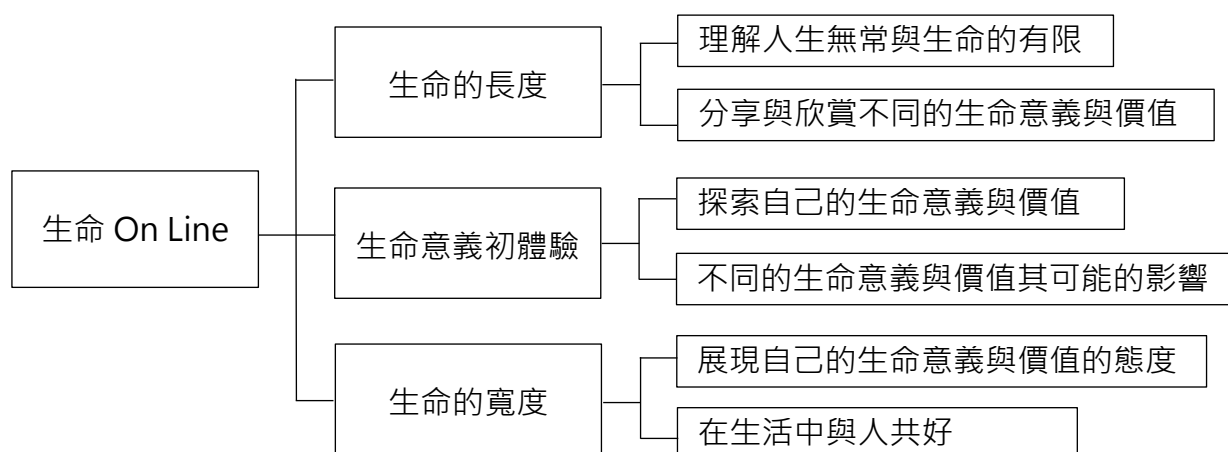 生命 On Line
生命的長度
理解人生無常與生命的有限
分享與欣賞不同的生命意義與價值
生命意義初體驗
探索自己的生命意義與價值
不同的生命意義與價值其可能的影響
生命的寬度
展現自己的生命意義與價值的態度
在生活中與人共好